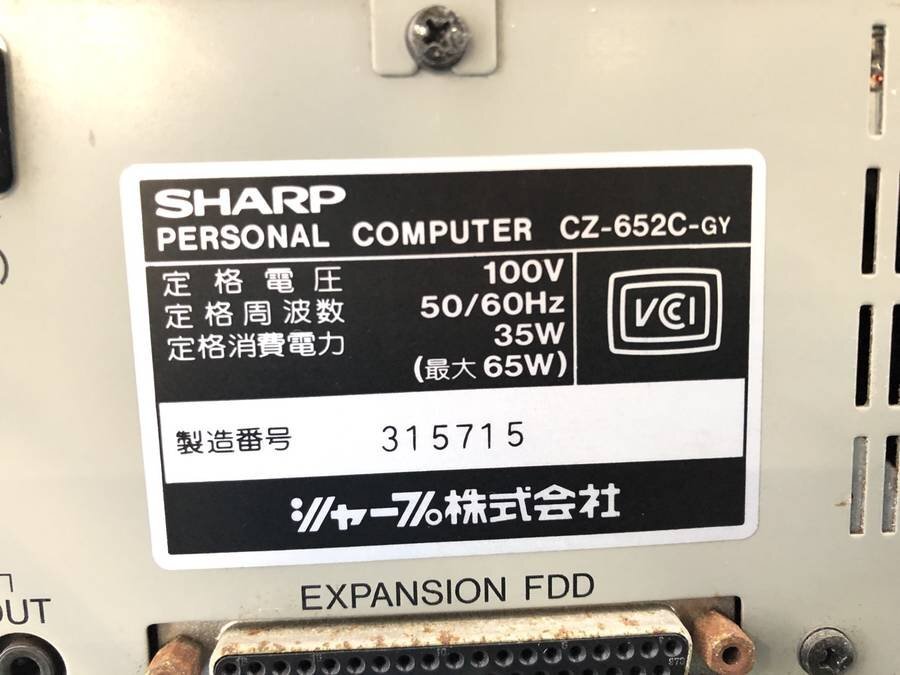 SHARP
PERSONAL COMPUTER CZ-652C-GY
定格電圧 100V
定格周波数 50/60Hz
定格消費電力 35W
(最大 65W)
VCCI
製造番号 315715
シャープ株式会社
EXPANSION FDD
OUT